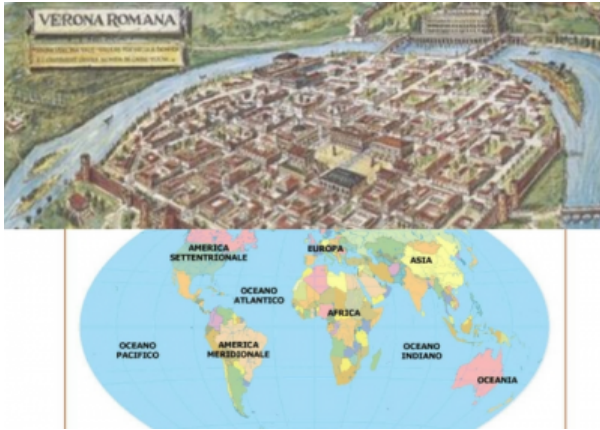 VERONA ROMANA
AMERICA
SETTENTRIONALE
EUROPA
ASIA
OCEANO
ATLANTICO
AFRICA
OCEANO
PACIFICO
AMERICA
MERIDIONALE
OCEANO
INDIANO
OCEANIA